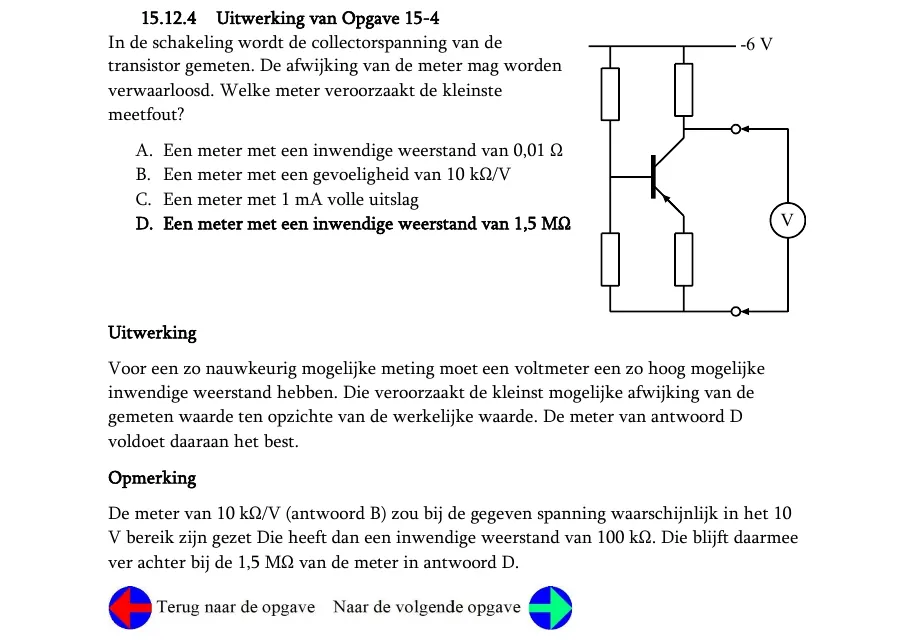 15.12.4 Uitwerking van Opgave 15-4
In de schakeling wordt de collectorspanning van de
transistor gemeten. De afwijking van de meter mag worden
verwaarloosd. Welke meter veroorzaakt de kleinste
meetfout?
A. Een meter met een inwendige weerstand van 0,01 Ω
B. Een meter met een gevoeligheid van 10 kΩ/V
C. Een meter met 1 mA volle uitslag
D. Een meter met een inwendige weerstand van 1,5 MΩ
-6 V
V
Uitwerking
Voor een zo nauwkeurig mogelijke meting moet een voltmeter een zo hoog mogelijke
inwendige weerstand hebben. Die veroorzaakt de kleinst mogelijke afwijking van de
gemeten waarde ten opzichte van de werkelijke waarde. De meter van antwoord D
voldoet daaraan het best.
Opmerking
De meter van 10 kΩ/V (antwoord B) zou bij de gegeven spanning waarschijnlijk in het 10
V bereik zijn gezet Die heeft dan een inwendige weerstand van 100 kΩ. Die blijft daarmee
ver achter bij de 1,5 MΩ van de meter in antwoord D.
Terug naar de opgave Naar de volgende opgave